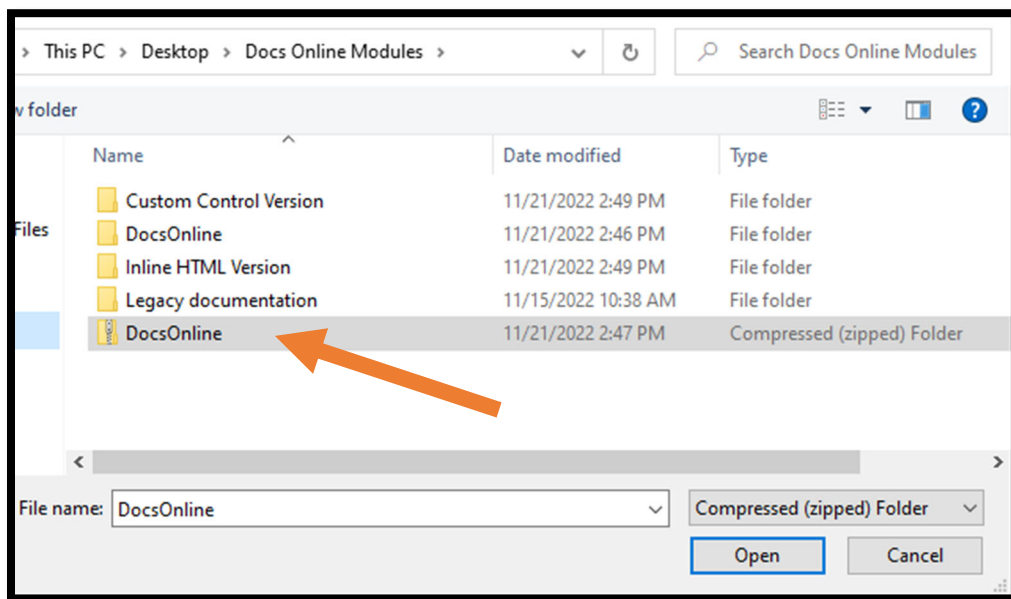 › This PC › Desktop › Docs Online Modules › Search Docs Online Modules
w folder
Name Date modified Type
Custom Control Version 11/21/2022 2:49 PM File folder
Files DocsOnline 11/21/2022 2:46 PM File folder
Inline HTML Version 11/21/2022 2:49 PM File folder
Legacy documentation 11/15/2022 10:38 AM File folder
DocsOnline 11/21/2022 2:47 PM Compressed (zipped) Folder
File name: DocsOnline Compressed (zipped) Folder
Open Cancel